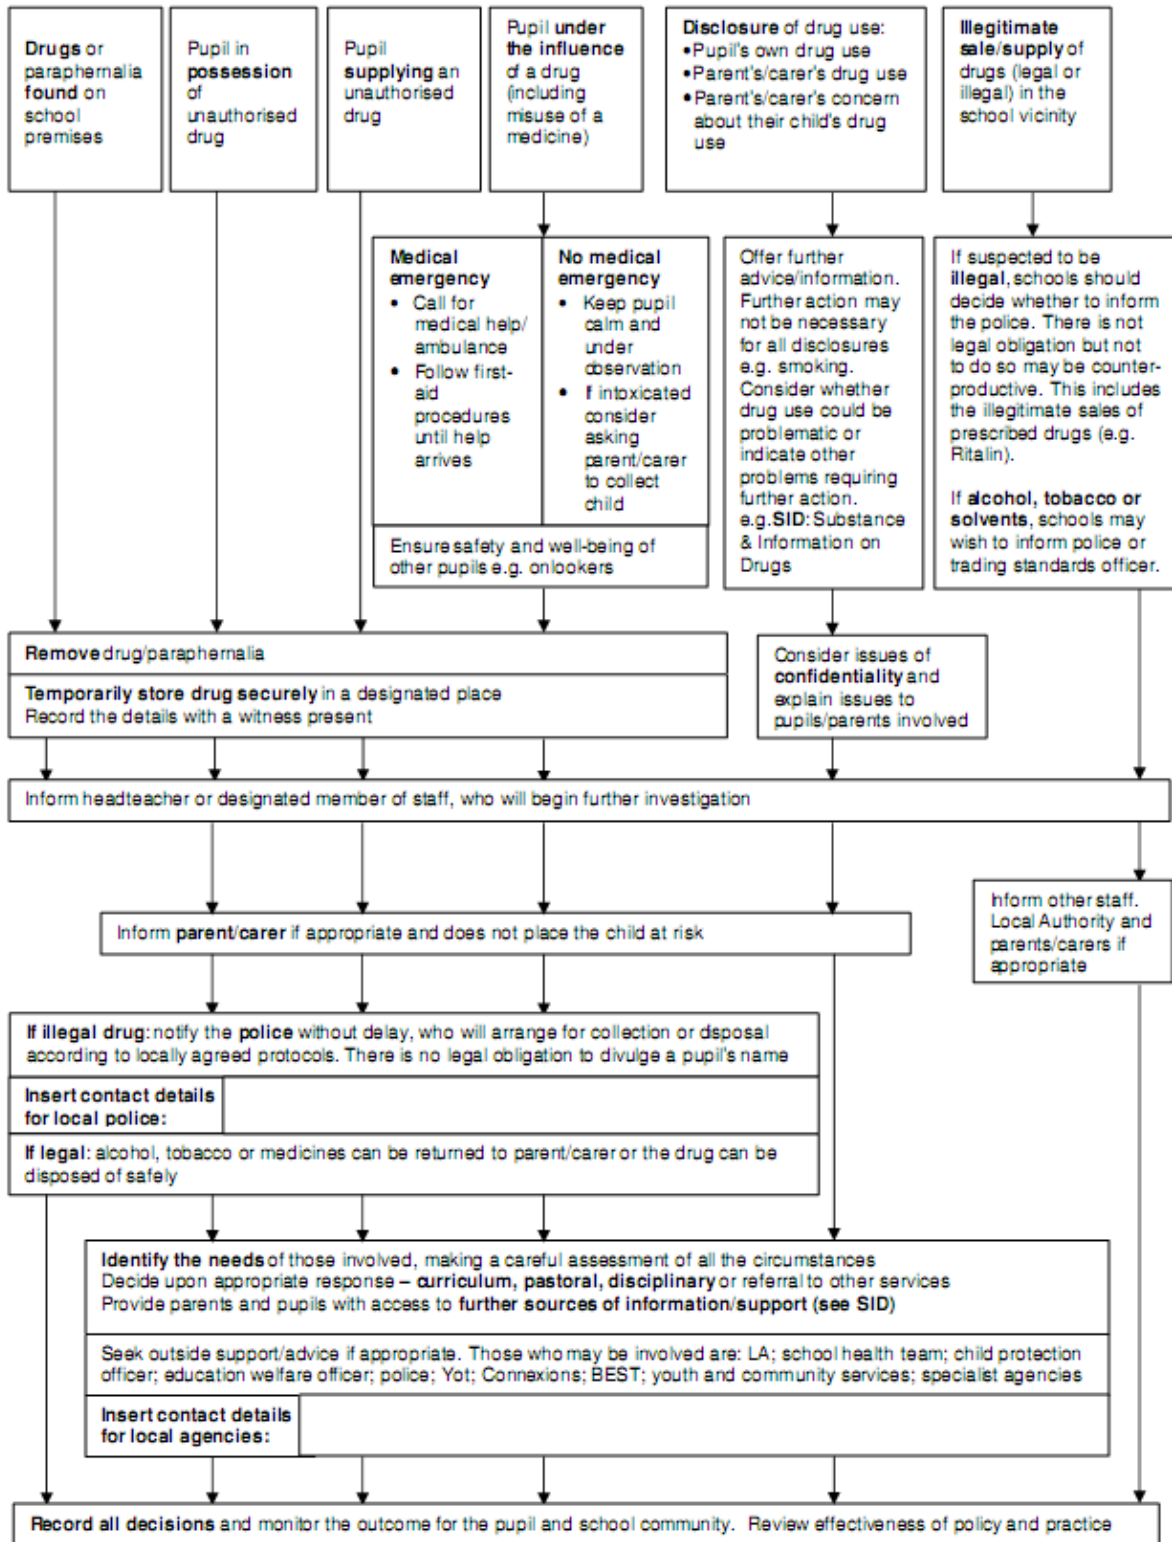 Drugs or
paraphernalia
found on
school
premises
Pupil in
possession
of
unauthorised
drug
Pupil
supplying an
unauthorised
drug
Pupil under
the influence
of a drug
(including
misuse of a
medicine)
Disclosure of drug use:
•Pupil's own drug use
•Parent's/carer's drug use
•Parent's/carer's concern
about their child's drug
use
Illegitimate
sale/supply of
drugs (legal or
illegal) in the
school vicinity
Medical
emergency
• Call for
medical help/
ambulance
• Follow first-
aid
procedures
until help
arrives
No medical
emergency
• Keep pupil
calm and
under
observation
• If intoxicated
consider
asking
parent/carer
to collect
child
Ensure safety and well-being of
other pupils e.g. onlookers
Offer further
advice/information.
Further action may
not be necessary
for all disclosures
e.g. smoking.
Consider whether
drug use could be
problematic or
indicate other
problems requiring
further action.
e.g.SID: Substance
& Information on
Drugs
If suspected to be
illegal, schools should
decide whether to inform
the police. There is not
legal obligation but not
to do so may be counter-
productive. This includes
the illegitimate sales of
prescribed drugs (e.g.
Ritalin).
If alcohol, tobacco or
solvents, schools may
wish to inform police or
trading standards officer.
Remove drug/paraphernalia
Temporarily store drug securely in a designated place
Record the details with a witness present
Consider issues of
confidentiality and
explain issues to
pupils/parents involved
Inform headteacher or designated member of staff, who will begin further investigation
Inform parent/carer if appropriate and does not place the child at risk
Inform other staff.
Local Authority and
parents/carers if
appropriate
If illegal drug: notify the police without delay, who will arrange for collection or disposal
according to locally agreed protocols. There is no legal obligation to divulge a pupil's name
Insert contact details
for local police:
If legal: alcohol, tobacco or medicines can be returned to parent/carer or the drug can be
disposed of safely
Identify the needs of those involved, making a careful assessment of all the circumstances
Decide upon appropriate response – curriculum, pastoral, disciplinary or referral to other services
Provide parents and pupils with access to further sources of information/support (see SID)
Seek outside support/advice if appropriate. Those who may be involved are: LA; school health team; child protection
officer; education welfare officer; police; Yot; Connexions; BEST; youth and community services; specialist agencies
Insert contact details
for local agencies:
Record all decisions and monitor the outcome for the pupil and school community. Review effectiveness of policy and practice